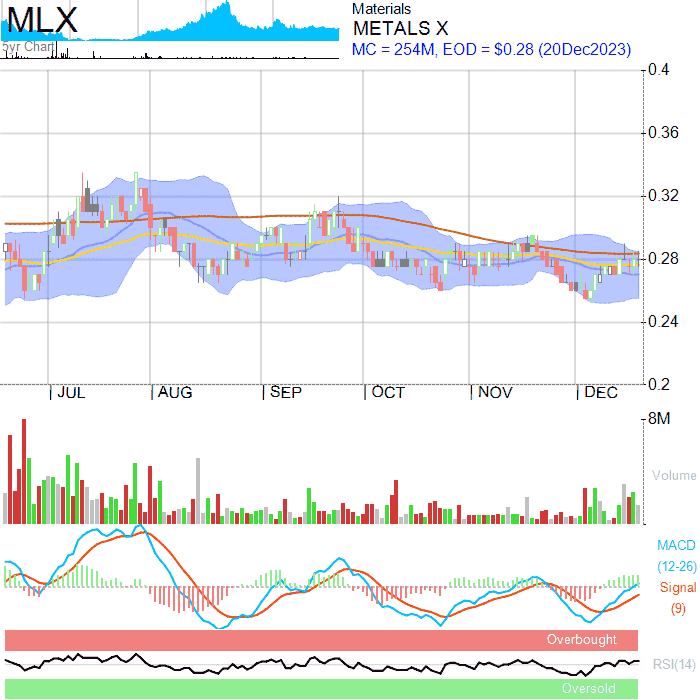 MLX
5yr Chart
Materials
METALS X
MC = 254M, EOD = $0.28 (20Dec2023)
0.4
0.36
0.32
0.28
0.24
0.2
JUL AUG SEP OCT NOV DEC
8M
Volume
MACD
(12-26)
Signal
(9)
Overbought
RSI(14)
Oversold